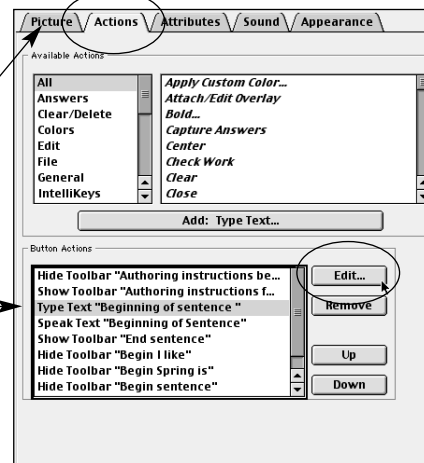 Picture Actions Attributes Sound Appearance
Available Actions
All
Answers
Clear/Delete
Colors
Edit
File
General
IntelliKeys
Apply Custom Color...
Attach/Edit Overlay
Bold...
Capture Answers
Center
Check Work
Clear
Close
Add: Type Text...
Button Actions
Hide Toolbar "Authoring instructions be...
Show Toolbar "Authoring instructions f...
Type Text "Beginning of sentence "
Speak Text "Beginning of Sentence"
Show Toolbar "End sentence"
Hide Toolbar "Begin I like"
Hide Toolbar "Begin Spring is"
Hide Toolbar "Begin sentence"
Edit...
Remove
Up
Down